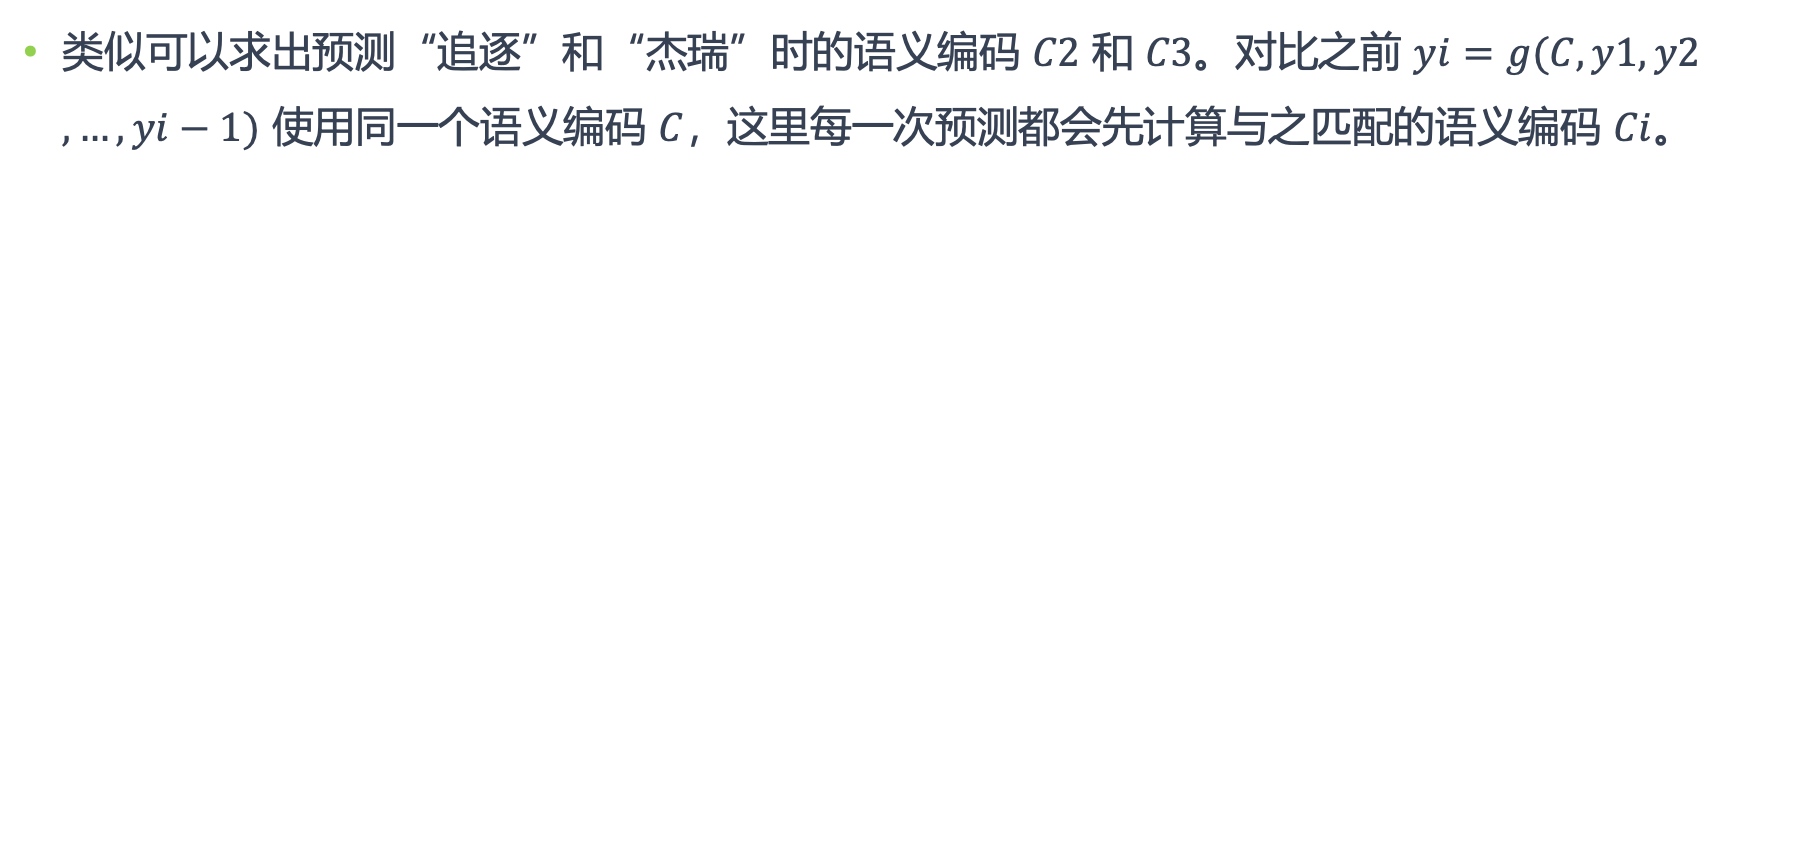 • 类似可以求出预测“追逐”和“杰瑞”时的语义编码 C2 和 C3。对比之前 yi = g(C,y1,y2
,…,yi − 1) 使用同一个语义编码 C，这里每一次预测都会先计算与之匹配的语义编码 Ci。